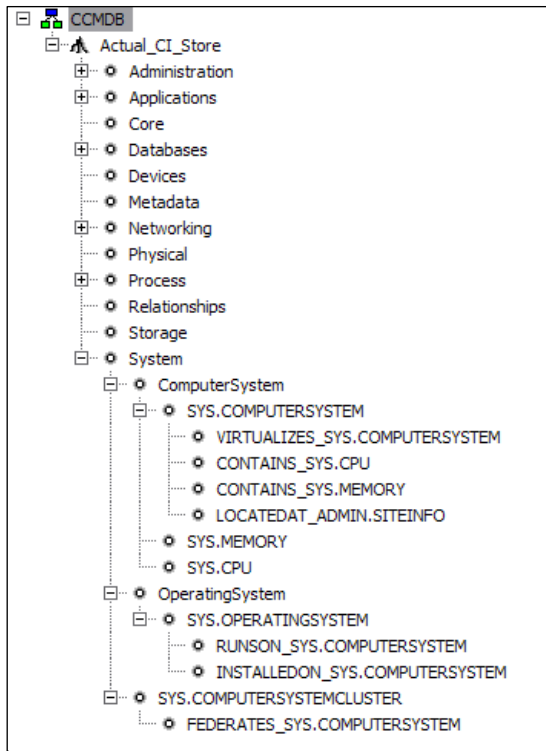 CCMDB
Actual_CI_Store
Administration
Applications
Core
Databases
Devices
Metadata
Networking
Physical
Process
Relationships
Storage
System
ComputerSystem
SYS.COMPUTERSYSTEM
VIRTUALIZES_SYS.COMPUTERSYSTEM
CONTAINS_SYS.CPU
CONTAINS_SYS.MEMORY
LOCATEDAT_ADMIN.SITEINFO
SYS.MEMORY
SYS.CPU
OperatingSystem
SYS.OPERATINGSYSTEM
RUNSON_SYS.COMPUTERSYSTEM
INSTALLEDON_SYS.COMPUTERSYSTEM
SYS.COMPUTERSYSTEMCLUSTER
FEDERATES_SYS.COMPUTERSYSTEM